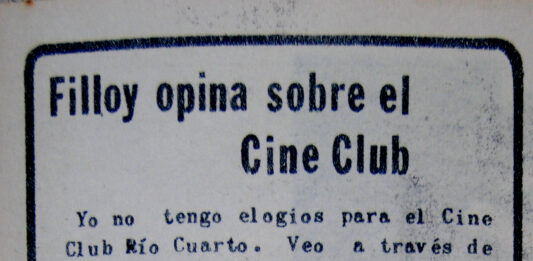 Filloy opina sobre el
Cine Club
Yo no tengo elogios para el Cine
Club Río Cuarto. Veo a través de